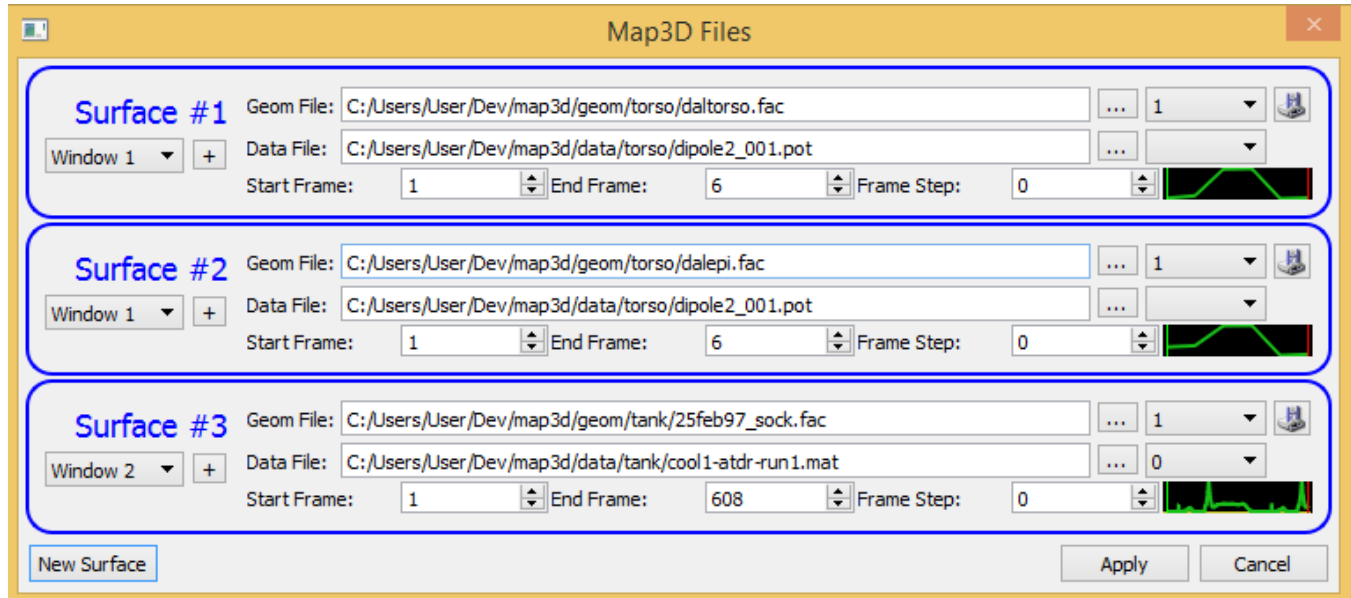 Map3D Files
Surface #1
Geom File: C:/Users/User/Dev/map3d/geom/torso/daltorso.fac ... 1
Window 1 + Data File: C:/Users/User/Dev/map3d/data/torso/dipole2_001.pot ...
Start Frame: 1 End Frame: 6 Frame Step: 0
Surface #2
Geom File: C:/Users/User/Dev/map3d/geom/torso/dalepi.fac ... 1
Window 1 + Data File: C:/Users/User/Dev/map3d/data/torso/dipole2_001.pot ...
Start Frame: 1 End Frame: 6 Frame Step: 0
Surface #3
Geom File: C:/Users/User/Dev/map3d/geom/tank/25feb97_sock.fac ... 1
Window 2 + Data File: C:/Users/User/Dev/map3d/data/tank/cool1-atdr-run1.mat ... 0
Start Frame: 1 End Frame: 608 Frame Step: 0
New Surface Apply Cancel